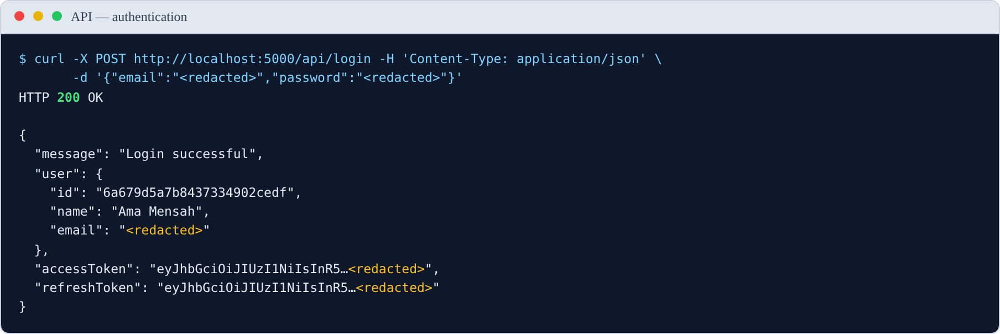 API — authentication
$ curl -X POST http://localhost:5000/api/login -H 'Content-Type: application/json' \
       -d '{"email":"<redacted>","password":"<redacted>"}'
HTTP 200 OK

{
  "message": "Login successful",
  "user": {
    "id": "6a679d5a7b8437334902cedf",
    "name": "Ama Mensah",
    "email": "<redacted>"
  },
  "accessToken": "eyJhbGciOiJIUzI1NiIsInR5…<redacted>",
  "refreshToken": "eyJhbGciOiJIUzI1NiIsInR5…<redacted>"
}